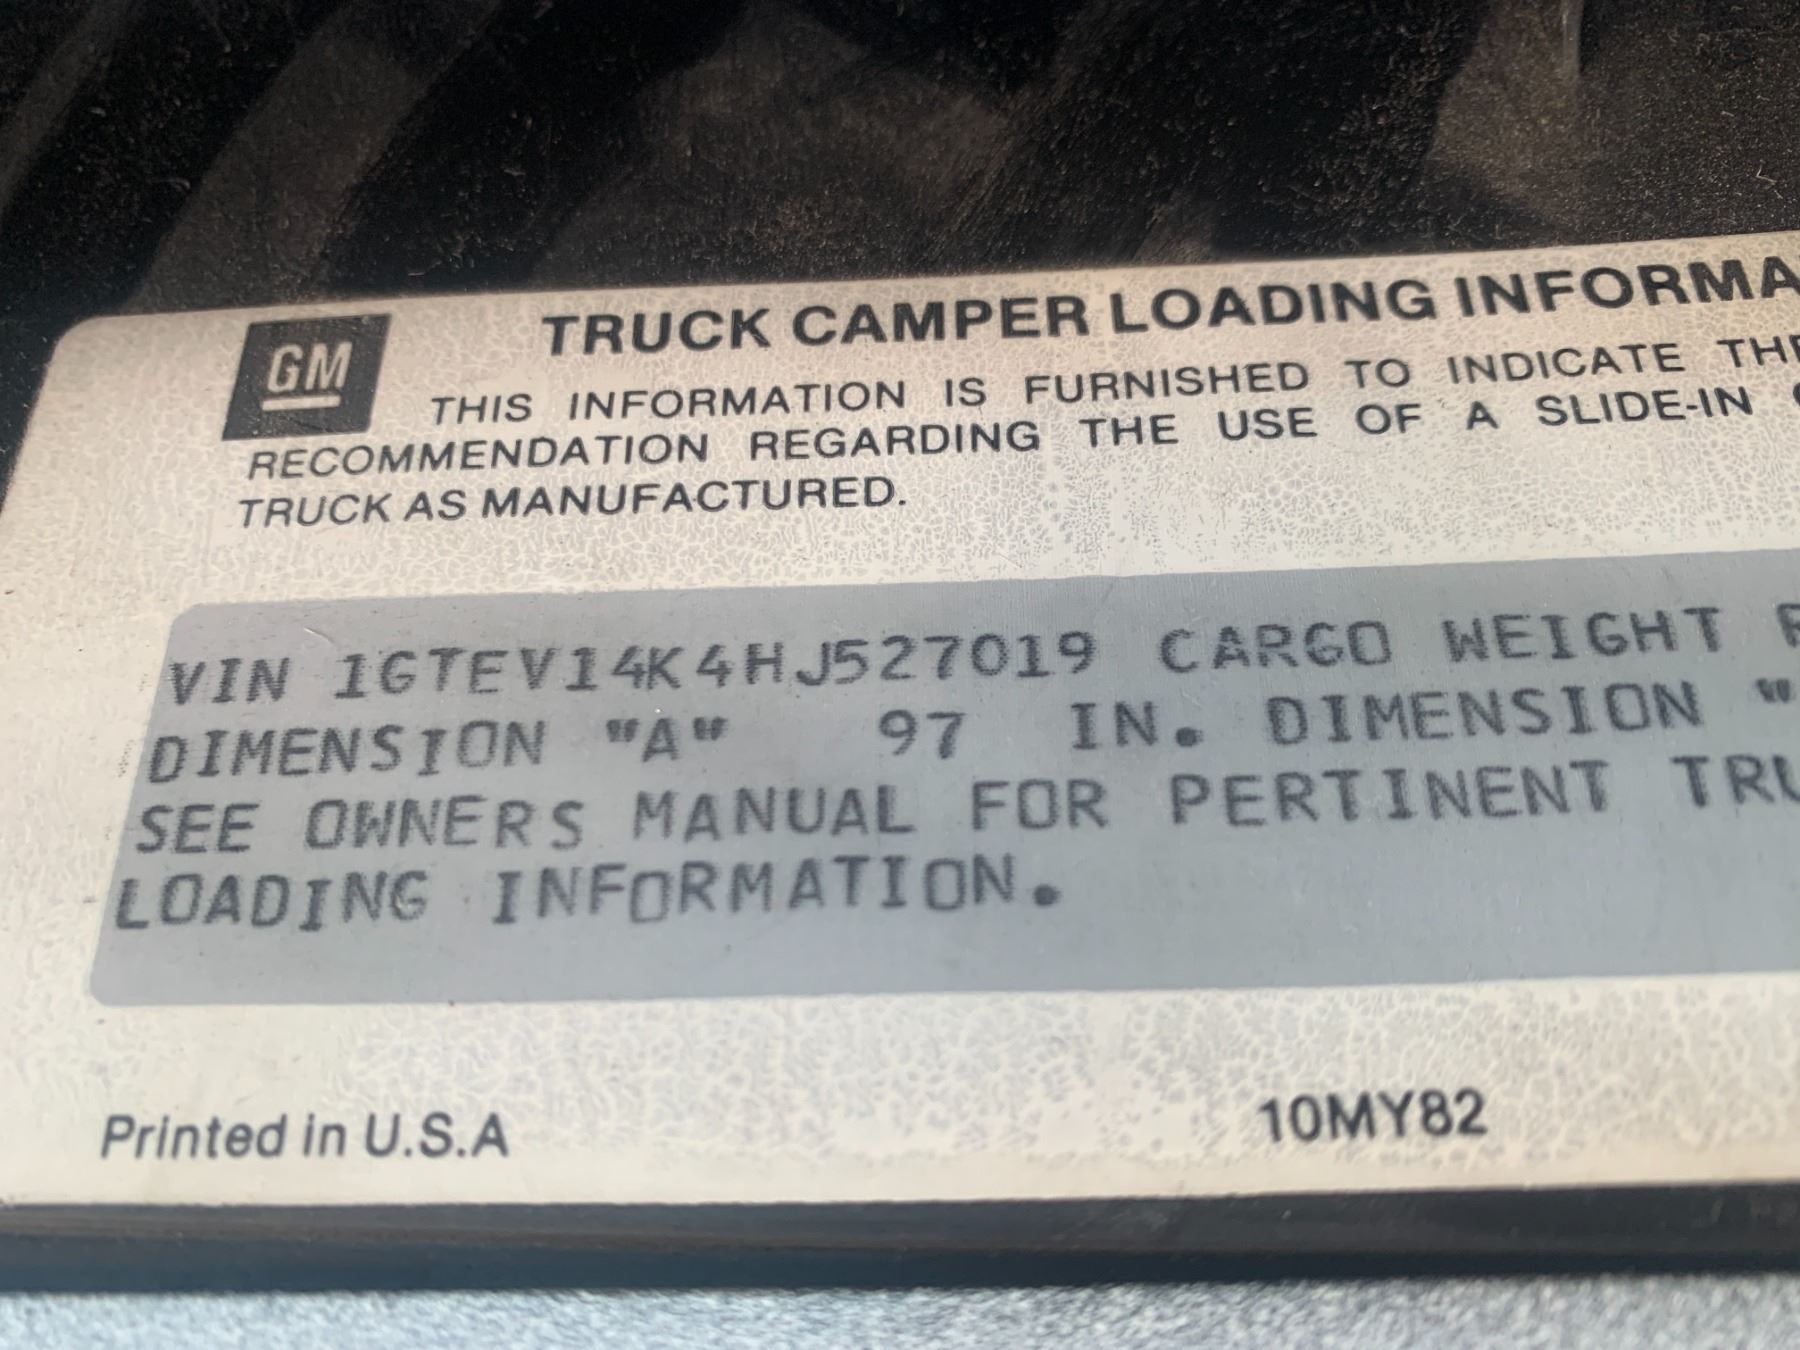 GM
TRUCK CAMPER LOADING INFORMA
THIS INFORMATION IS FURNISHED TO INDICATE THE
RECOMMENDATION REGARDING THE USE OF A SLIDE-IN
TRUCK AS MANUFACTURED.
VIN 1GTEV14K4HJ527019 CARGO WEIGHT R
DIMENSION "A" 97 IN. DIMENSION "
SEE OWNERS MANUAL FOR PERTINENT TRU
LOADING INFORMATION.
Printed in U.S.A
10MY82